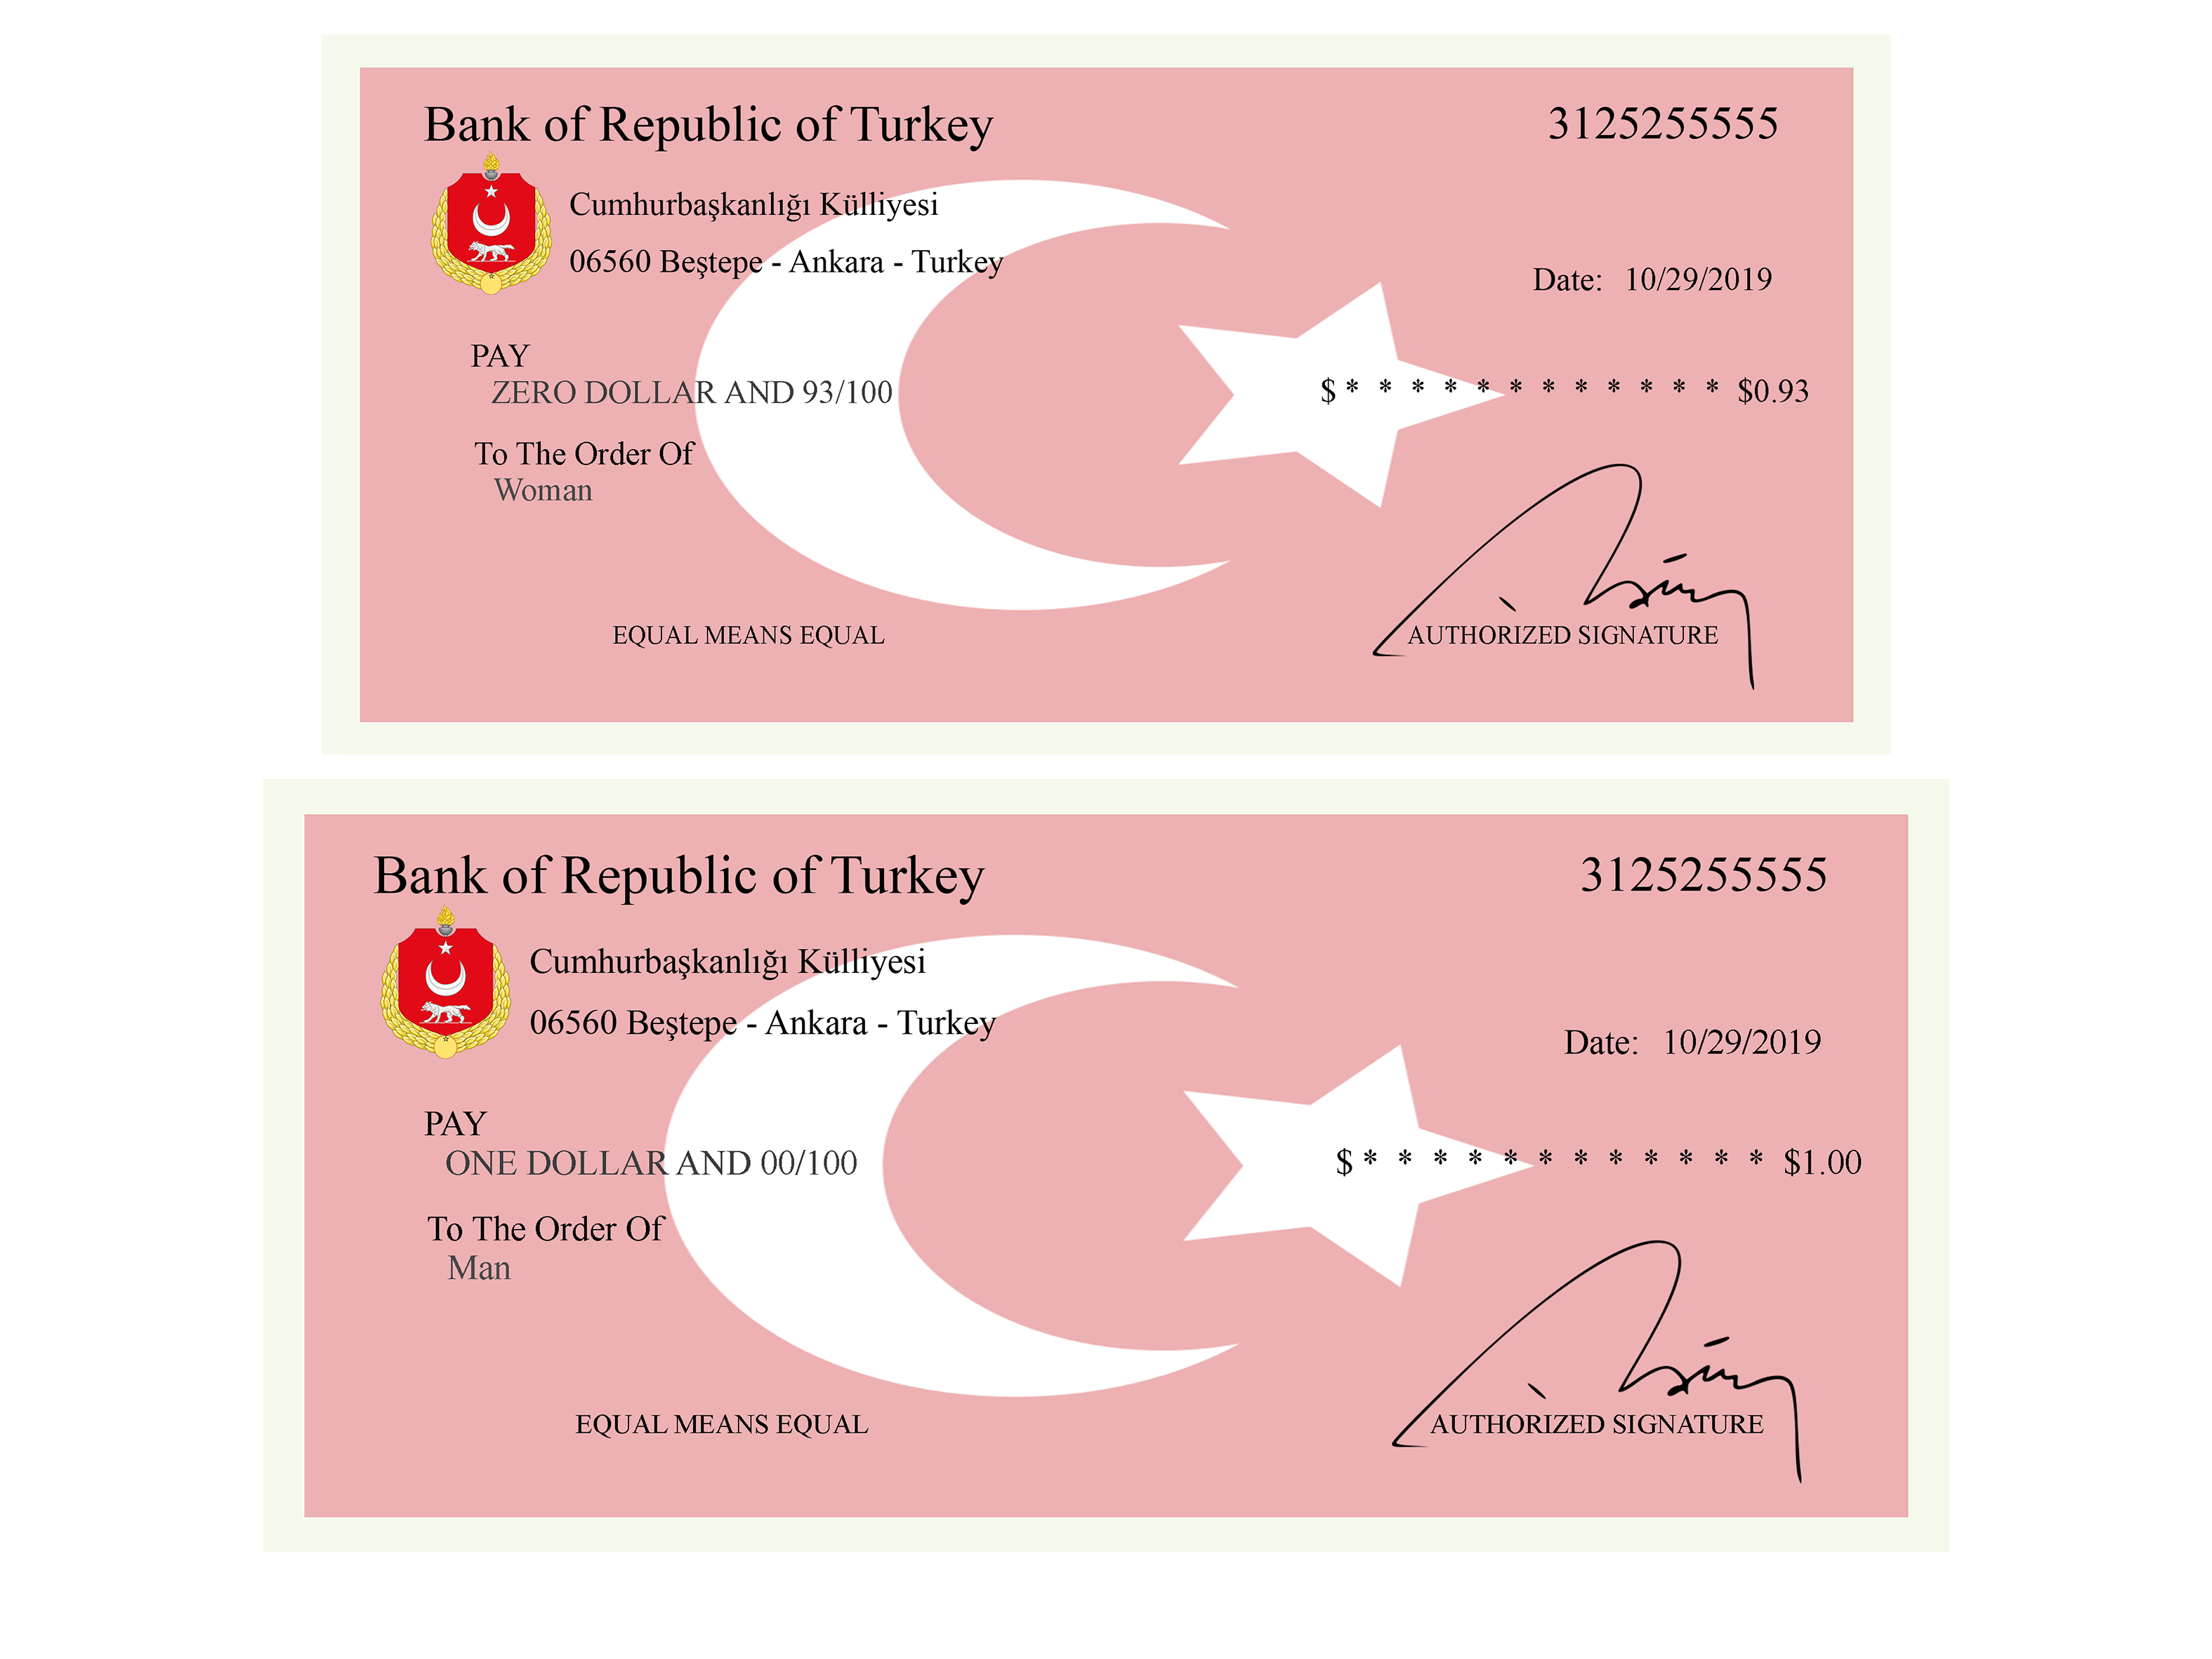 Bank of Republic of Turkey
3125255555
Cumhurbaşkanlığı Külliyesi
06560 Beştepe - Ankara - Turkey
Date: 10/29/2019
PAY
ZERO DOLLAR AND 93/100
$ * * * * * * * * * * * * $0.93
To The Order Of
Woman
EQUAL MEANS EQUAL
AUTHORIZED SIGNATURE
Bank of Republic of Turkey
3125255555
Cumhurbaşkanlığı Külliyesi
06560 Beştepe - Ankara - Turkey
Date: 10/29/2019
PAY
ONE DOLLAR AND 00/100
$ * * * * * * * * * * * * $1.00
To The Order Of
Man
EQUAL MEANS EQUAL
AUTHORIZED SIGNATURE